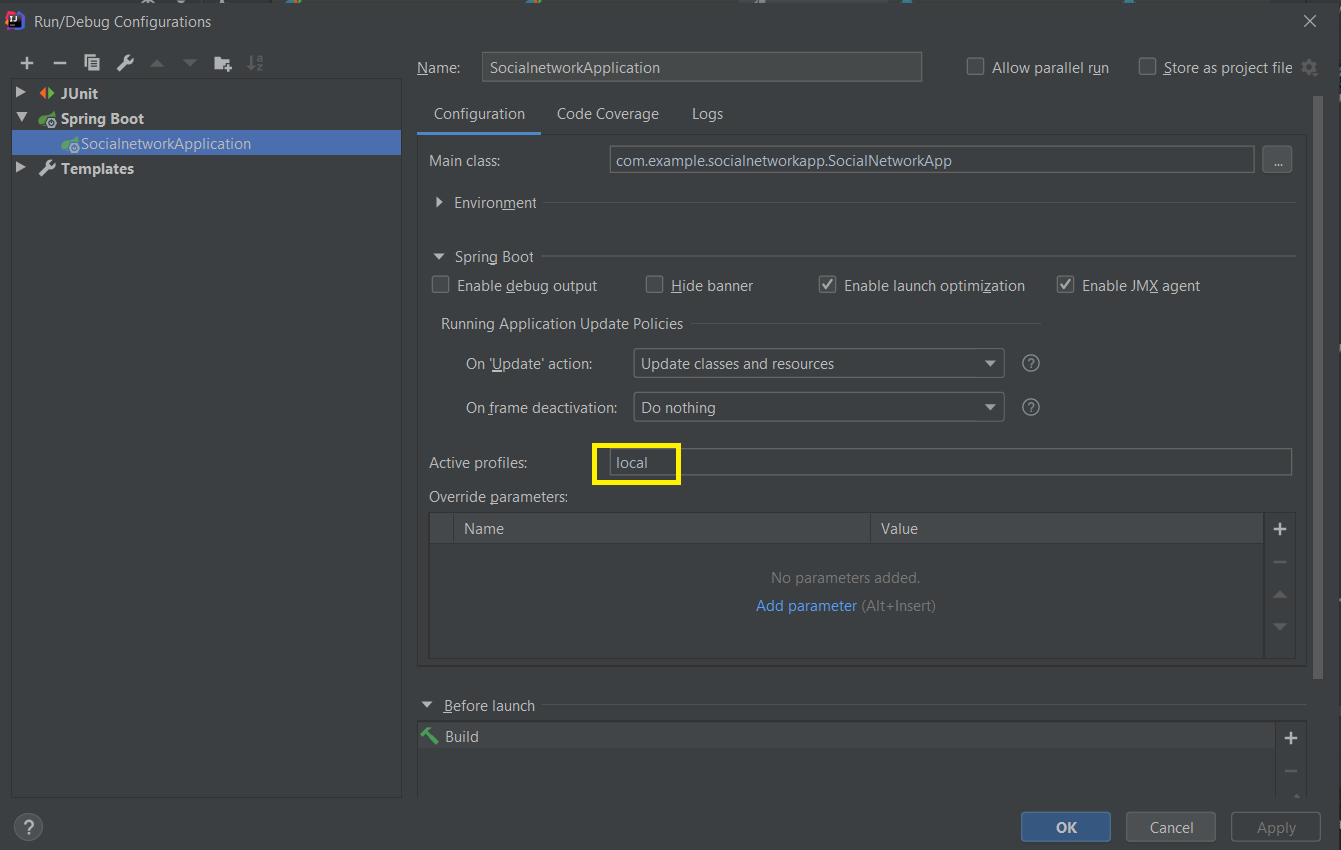 Run/Debug Configurations
Name: SocialnetworkApplication Allow parallel run Store as project file
JUnit
Spring Boot
SocialnetworkApplication
Templates
Configuration Code Coverage Logs
Main class: com.example.socialnetworkapp.SocialNetworkApp ...
Environment
Spring Boot
Enable debug output Hide banner Enable launch optimization Enable JMX agent
Running Application Update Policies
On 'Update' action: Update classes and resources ?
On frame deactivation: Do nothing ?
Active profiles: local
Override parameters:
Name Value
No parameters added.
Add parameter (Alt+Insert)
Before launch
Build
? OK Cancel Apply